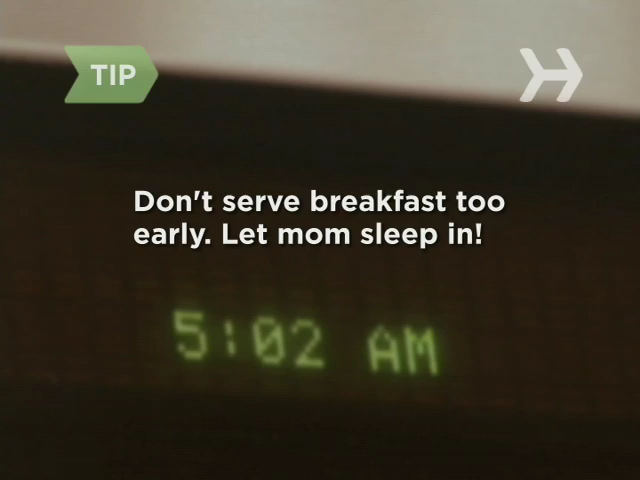 TIP
Don't serve breakfast too
early. Let mom sleep in!
5:02 AM